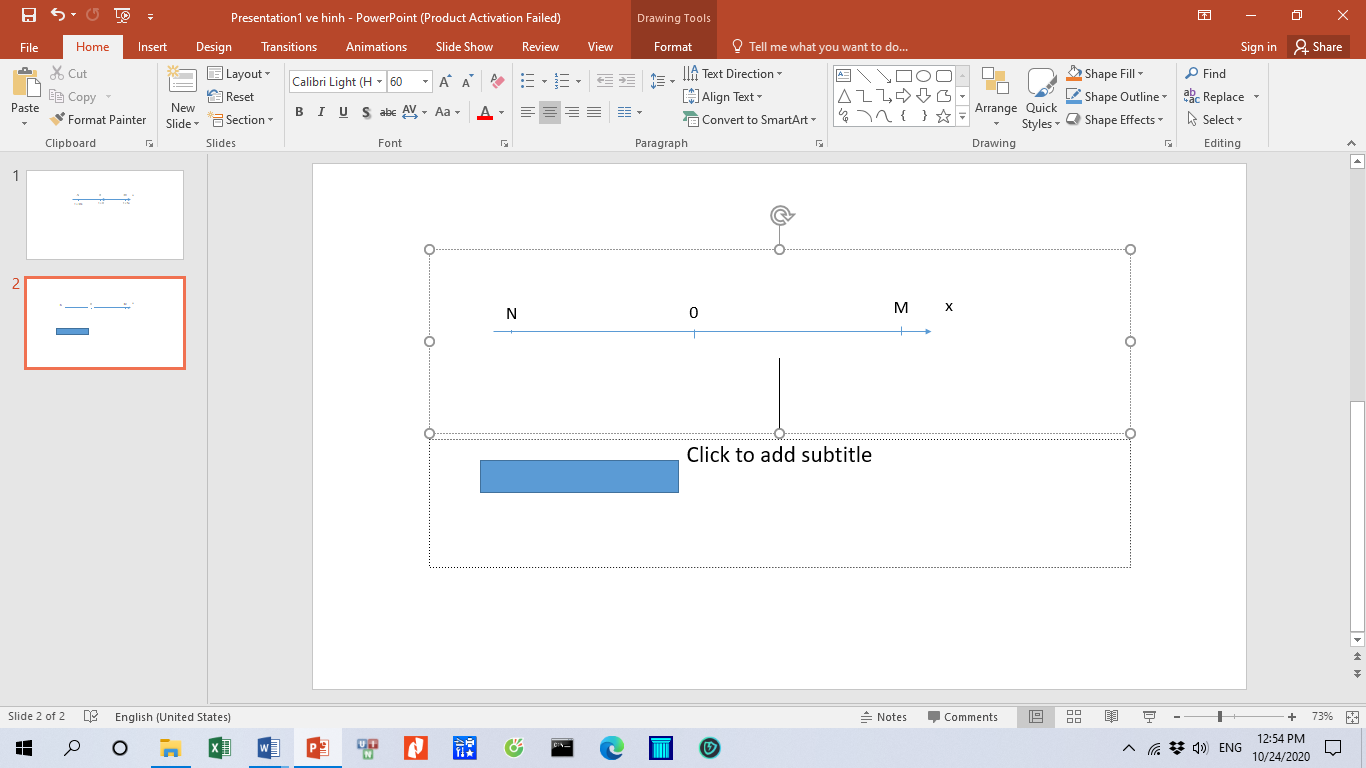 Presentation1 ve hinh - PowerPoint (Product Activation Failed)
Drawing Tools
File Home Insert Design Transitions Animations Slide Show Review View Format Tell me what you want to do... Sign in Share
Paste
Cut
Copy
Format Painter
Clipboard
New
Slide
Layout
Reset
Section
Slides
Calibri Light (H 60
B I U S abc AV Aa A
Font
Text Direction
Align Text
Convert to SmartArt
Paragraph
Arrange
Quick
Styles
Shape Fill
Shape Outline
Shape Effects
Drawing
Find
Replace
Select
Editing
1
2
N 0 M x
Click to add subtitle
Slide 2 of 2 English (United States) Notes Comments 73%
ENG
12:54 PM
10/24/2020